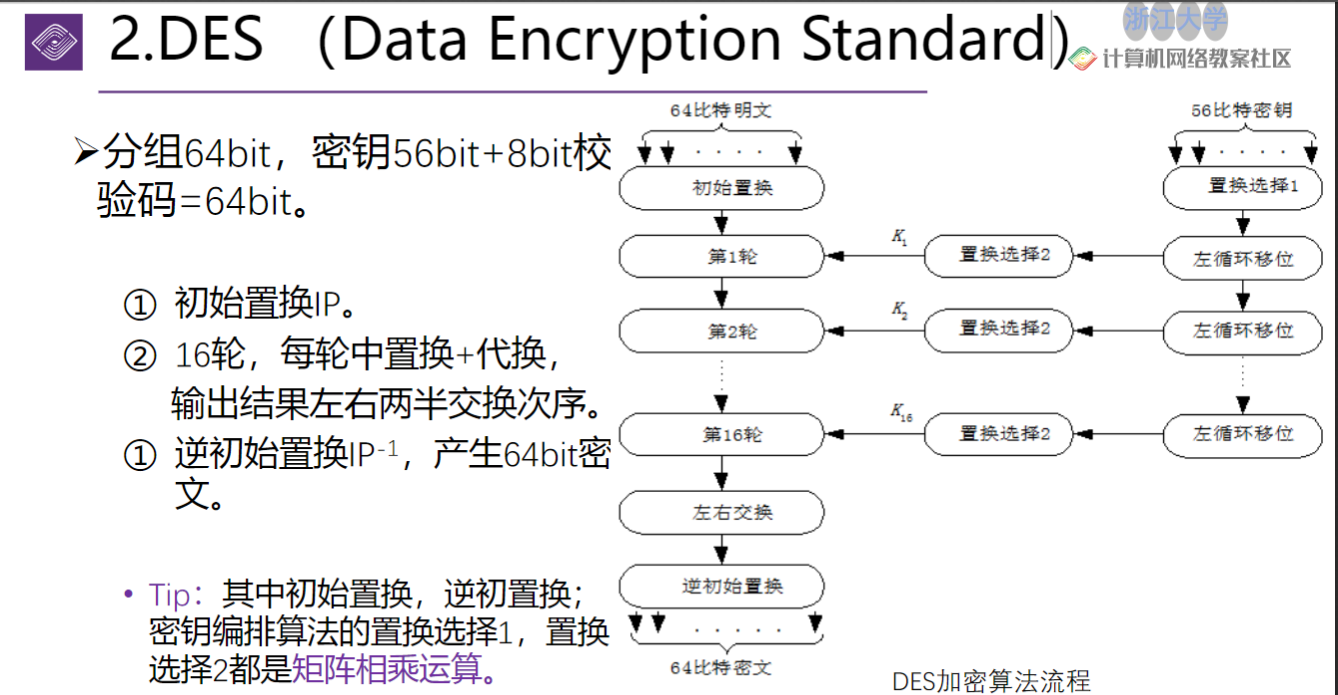 2.DES （Data Encryption Standard)
浙江大学
计算机网络教案社区
➢分组64bit，密钥56bit+8bit校
验码=64bit。
① 初始置换IP。
② 16轮，每轮中置换+代换，
输出结果左右两半交换次序。
① 逆初始置换IP-1，产生64bit密
文。
• Tip：其中初始置换，逆初置换；
密钥编排算法的置换选择1，置换
选择2都是矩阵相乘运算。
64比特明文
56比特密钥
初始置换
置换选择1
第1轮
K1
置换选择2
左循环移位
第2轮
K2
置换选择2
左循环移位
第16轮
K16
置换选择2
左循环移位
左右交换
逆初始置换
64比特密文
DES加密算法流程